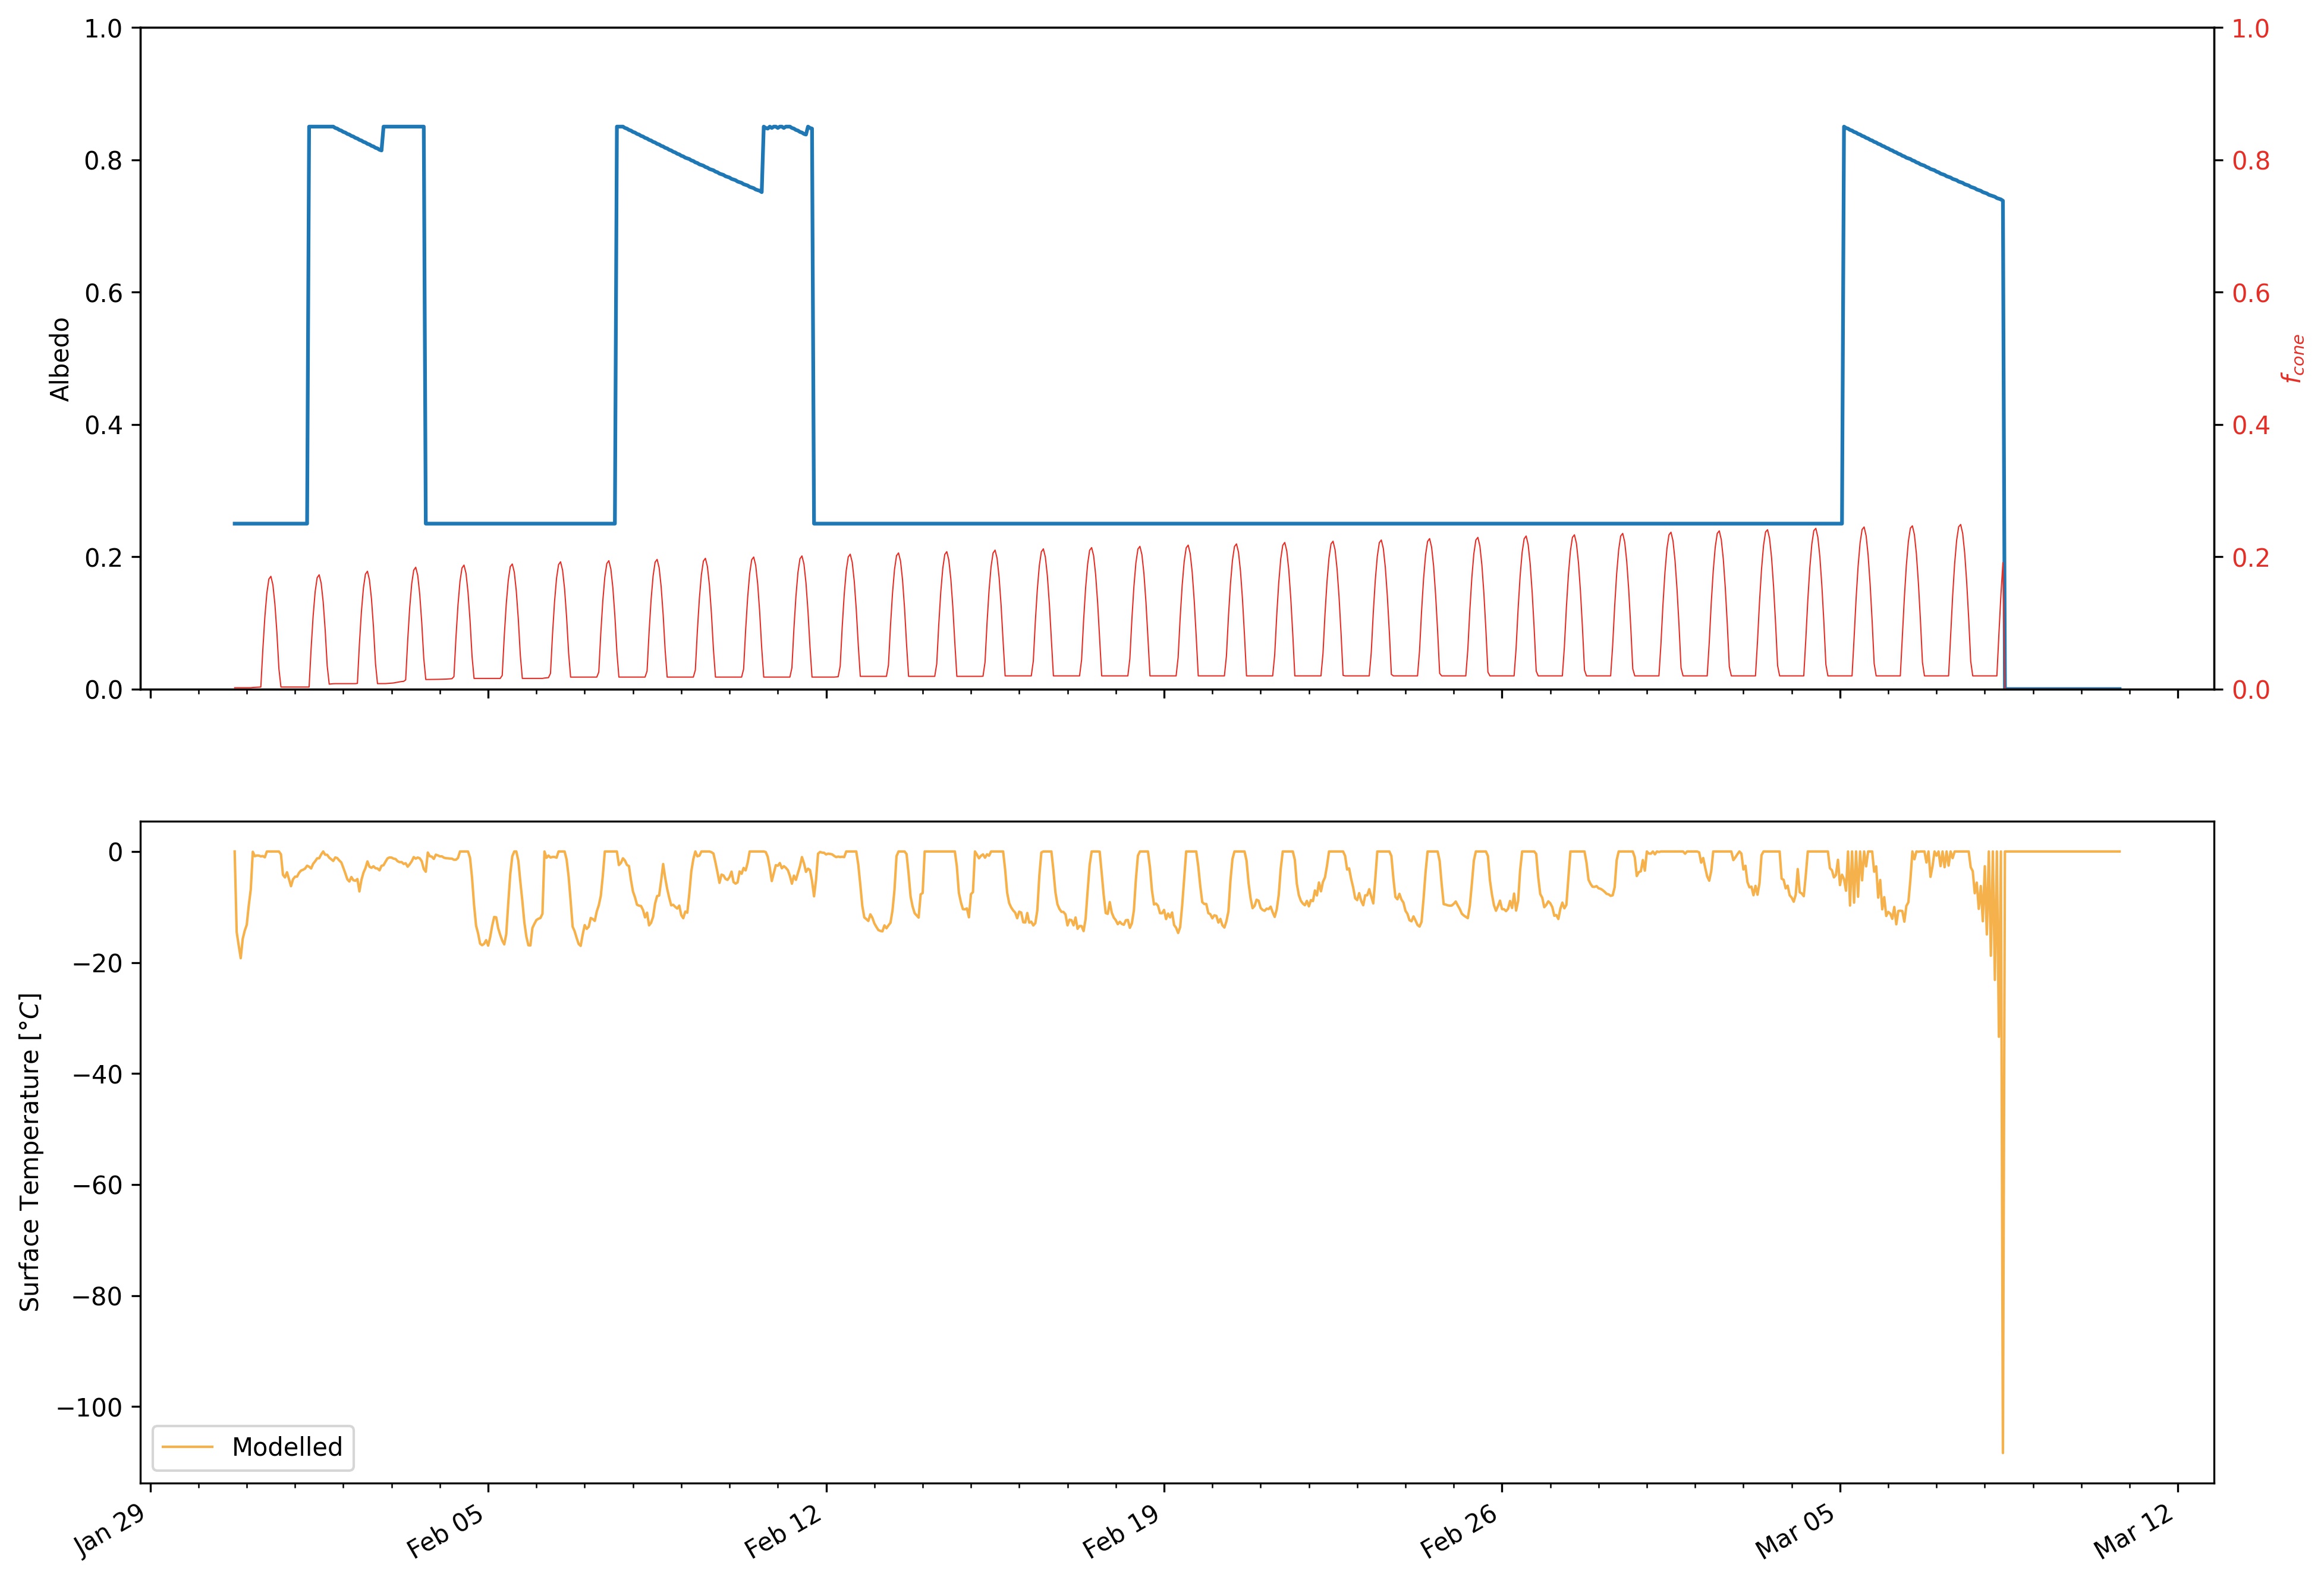 1.0
0.8
0.6
0.4
0.2
0.0
Albedo
1.0
0.8
0.6
0.4
0.2
0.0
f_cone
0
−20
−40
−60
−80
−100
Surface Temperature [°C]
Modelled
Jan 29
Feb 05
Feb 12
Feb 19
Feb 26
Mar 05
Mar 12